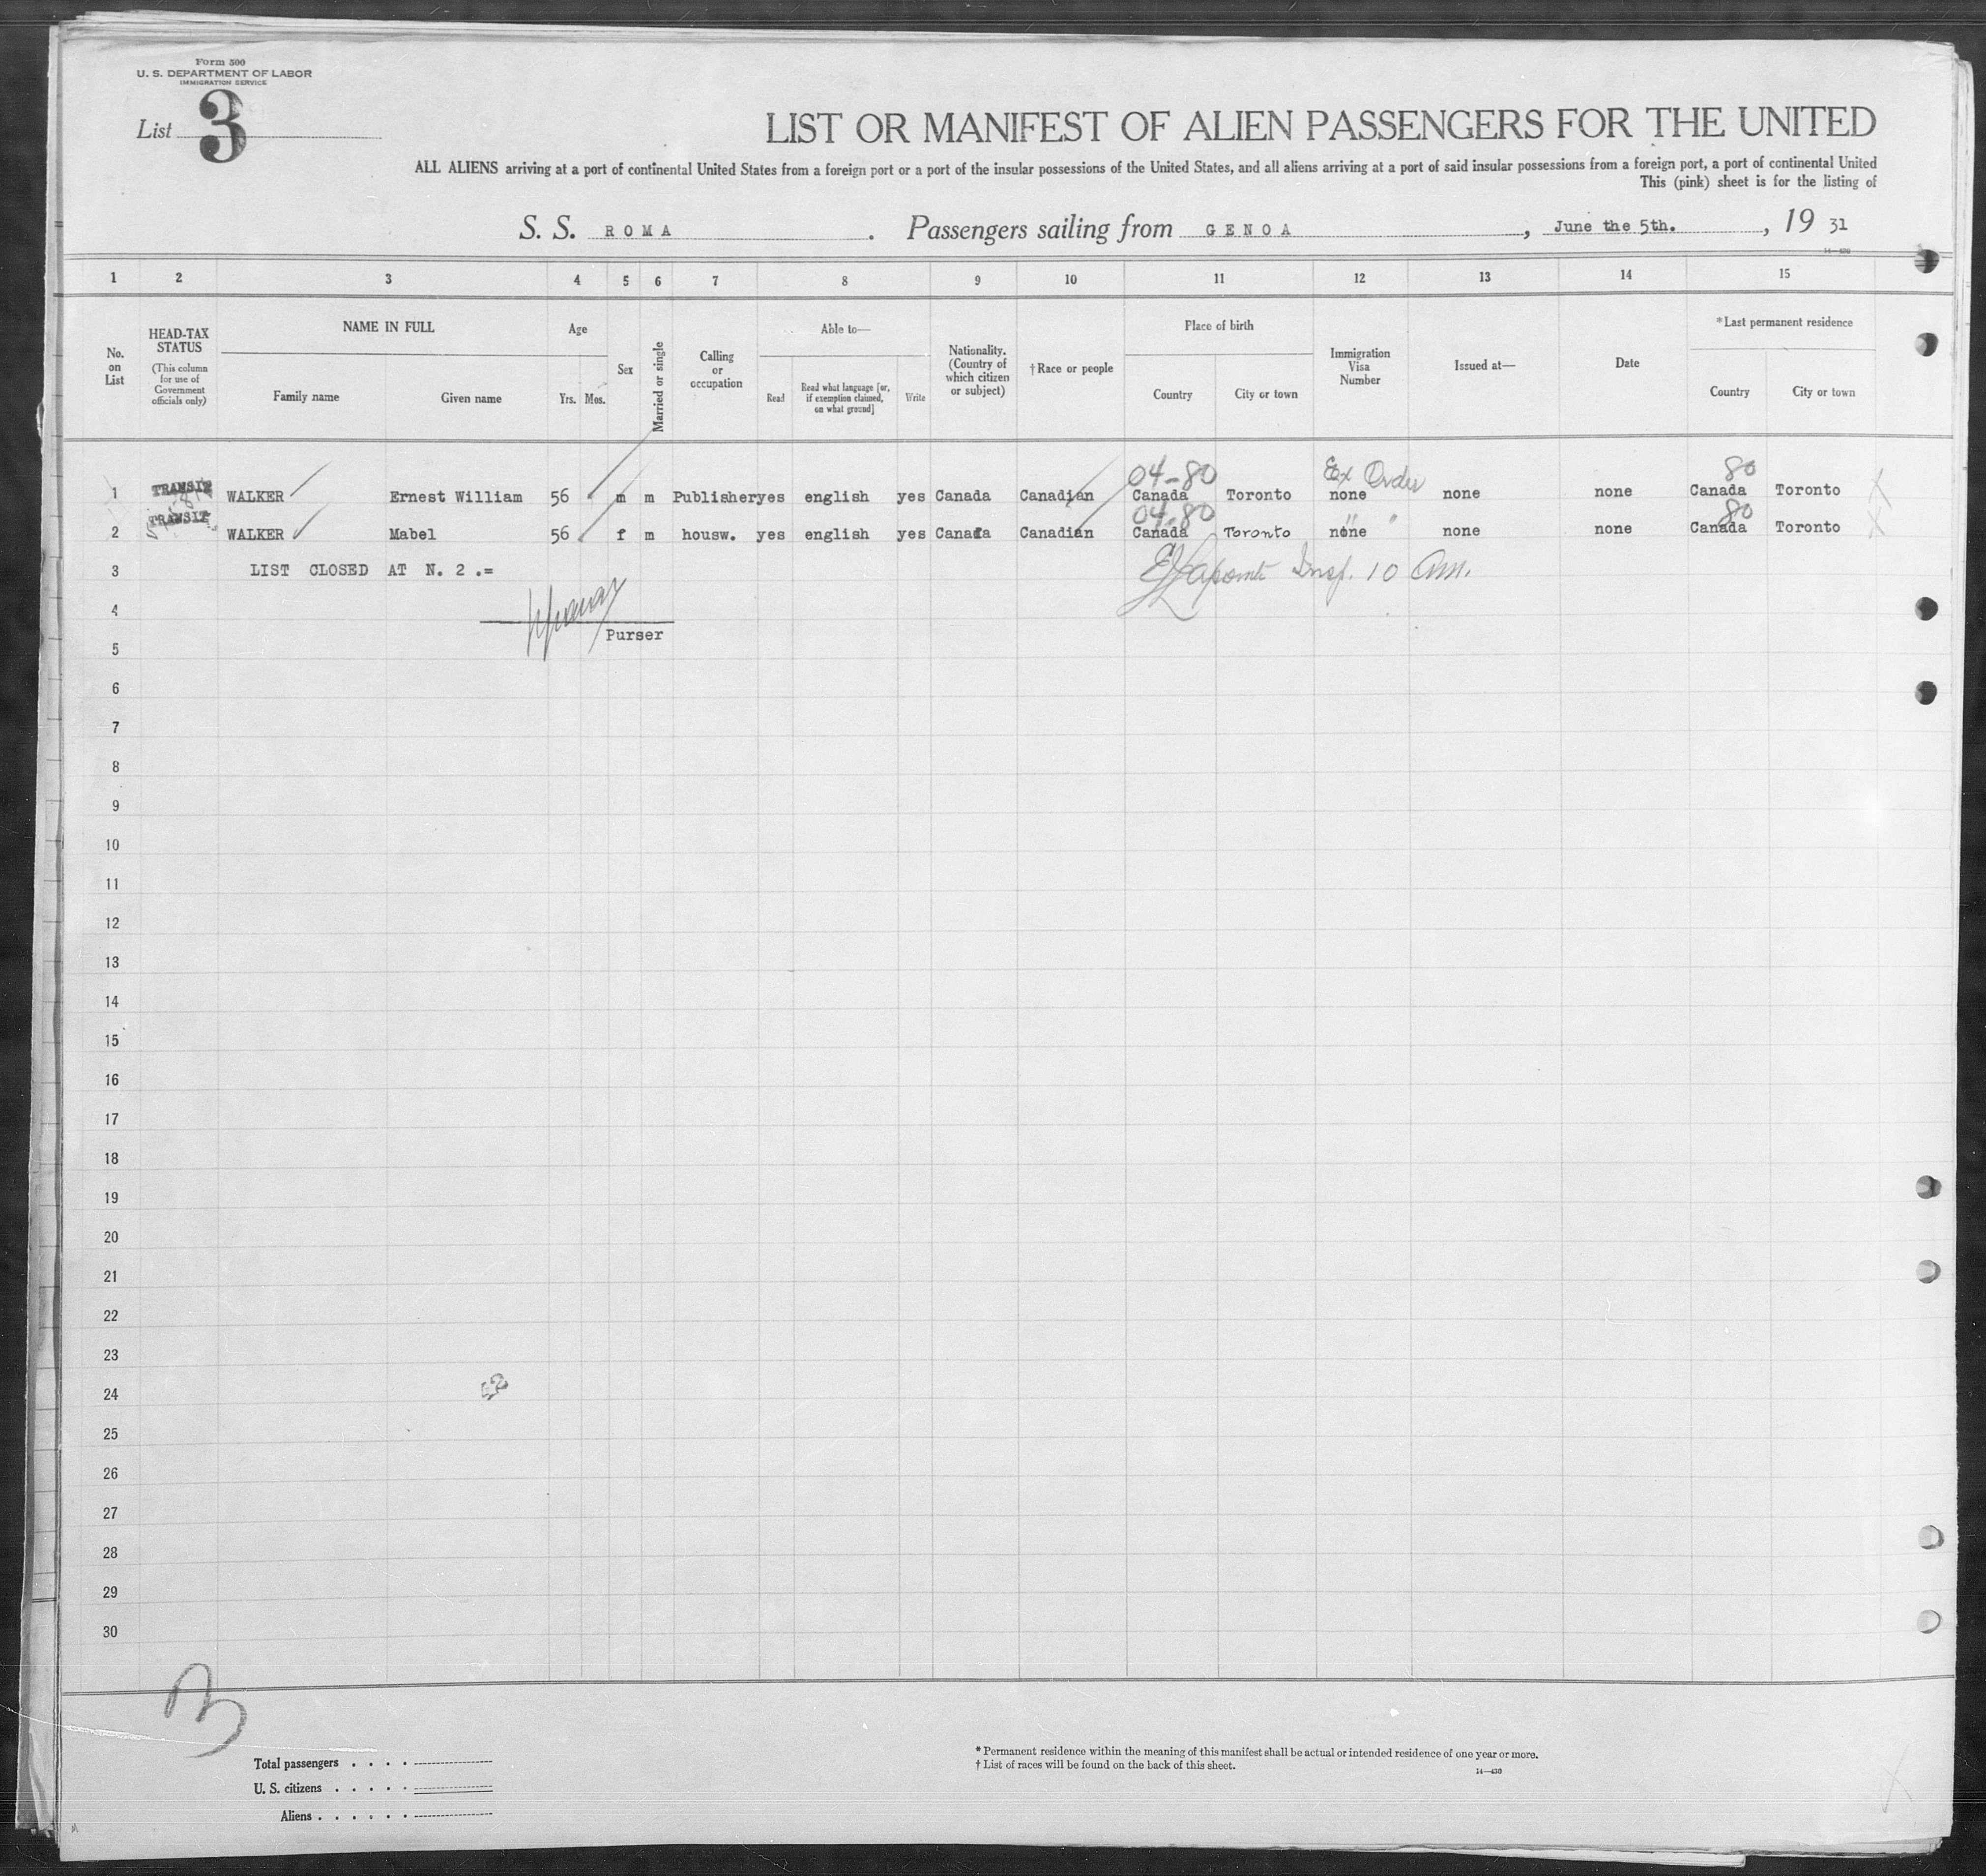 Form 500
U. S. DEPARTMENT OF LABOR
IMMIGRATION SERVICE
List 3
LIST OR MANIFEST OF ALIEN PASSENGERS FOR THE UNITED
ALL ALIENS arriving at a port of continental United States from a foreign port or a port of the insular possessions of the United States, and all aliens arriving at a port of said insular possessions from a foreign port, a port of continental United
This (pink) sheet is for the listing of
S. S. ROMA . Passengers sailing from GENOA , June the 5th. , 19 31
14-430
1 2 3 4 5 6 7 8 9 10 11 12 13 14 15
No. on List
HEAD-TAX STATUS
(This column for use of Government officials only)
NAME IN FULL
Family name Given name
Age
Yrs. Mos.
Sex
Married or single
Calling or occupation
Able to—
Read Read what language [or, if exemption claimed, on what ground] Write
Nationality. (Country of which citizen or subject)
†Race or people
Place of birth
Country City or town
Immigration Visa Number
Issued at—
Date
*Last permanent residence
Country City or town
04-80 Ex Order 80
1 TRANSIT WALKER Ernest William 56 m m Publisher yes english yes Canada Canadian Canada Toronto none none none Canada Toronto
04-80 " " 80
2 TRANSIT WALKER Mabel 56 f m housw. yes english yes Canada Canadian Canada Toronto none none none Canada Toronto
3 LIST CLOSED AT N. 2 .= Insp. 10 am.
4
Purser
5
6
7
8
9
10
11
12
13
14
15
16
17
18
19
20
21
22
23
24
25
26
27
28
29
30
3
Total passengers . . . .
U. S. citizens . . . . .
Aliens . . . . . .
* Permanent residence within the meaning of this manifest shall be actual or intended residence of one year or more.
† List of races will be found on the back of this sheet.
14-430